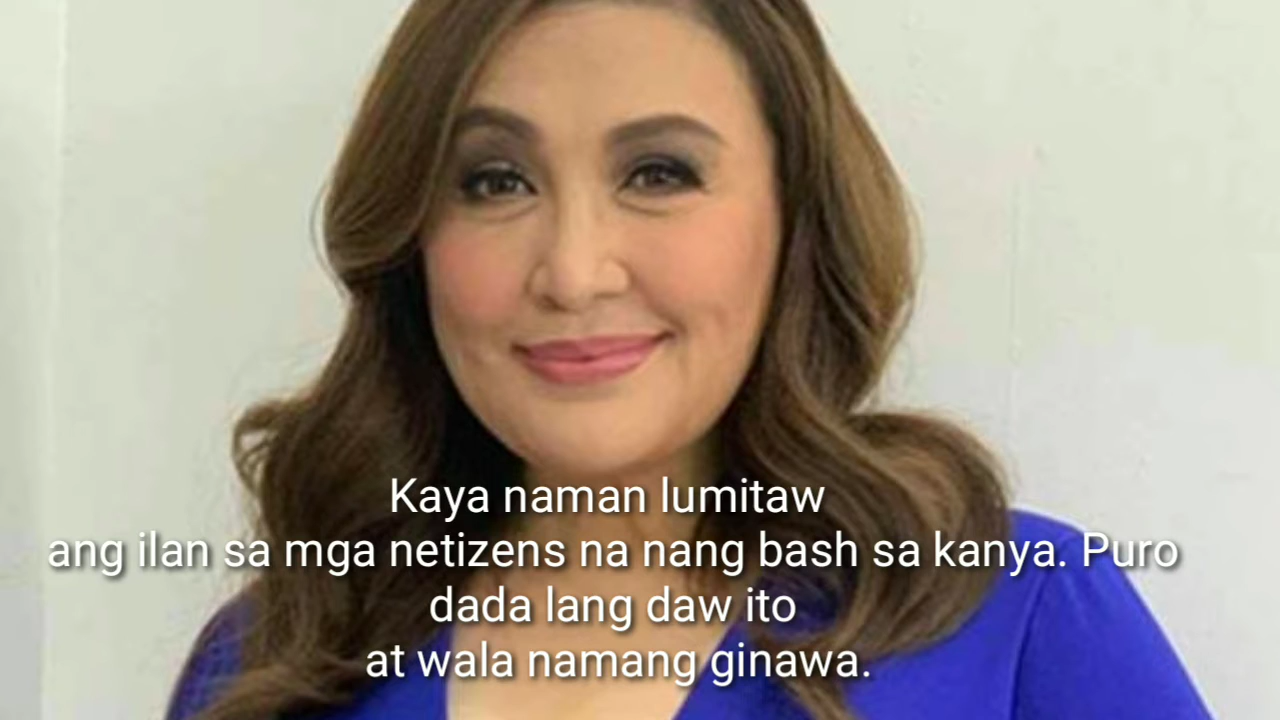 Kaya naman lumitaw
ang ilan sa mga netizens na nang bash sa kanya. Puro
dada lang daw ito
at wala namang ginawa.